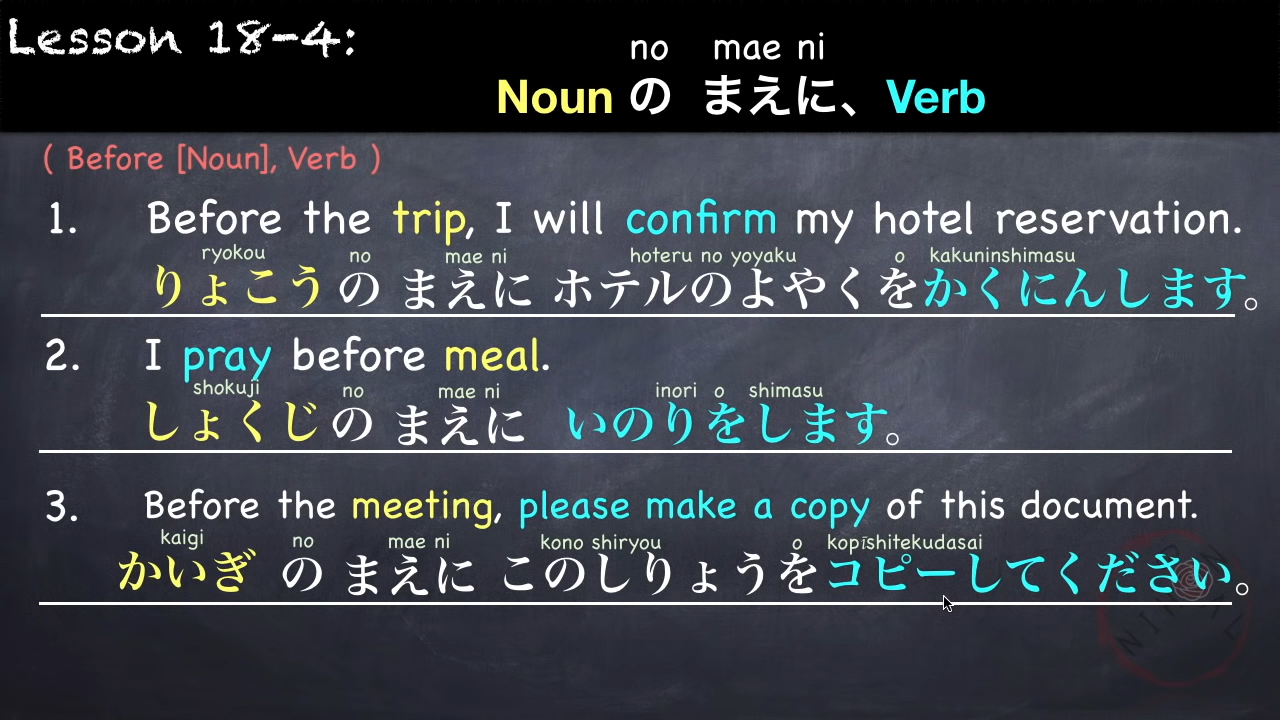 Lesson 18-4:
no mae ni
Noun の まえに、Verb
( Before [Noun], Verb )
1. Before the trip, I will confirm my hotel reservation.
ryokou no mae ni hoteru no yoyaku o kakuninshimasu
りょこう の まえに ホテルのよやくをかくにんします。
2. I pray before meal.
shokuji no mae ni inori o shimasu
しょくじ の まえに いのりをします。
3. Before the meeting, please make a copy of this document.
kaigi no mae ni kono shiryou o kopīshitekudasai
かいぎ の まえに このしりょうをコピーしてください。